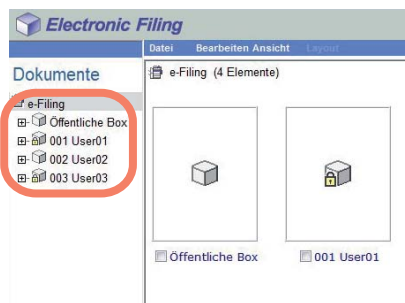 Electronic Filing
Datei Bearbeiten Ansicht Layout
Dokumente
e-Filing (4 Elemente)
e-Filing
Öffentliche Box
001 User01
002 User02
003 User03
Öffentliche Box
001 User01